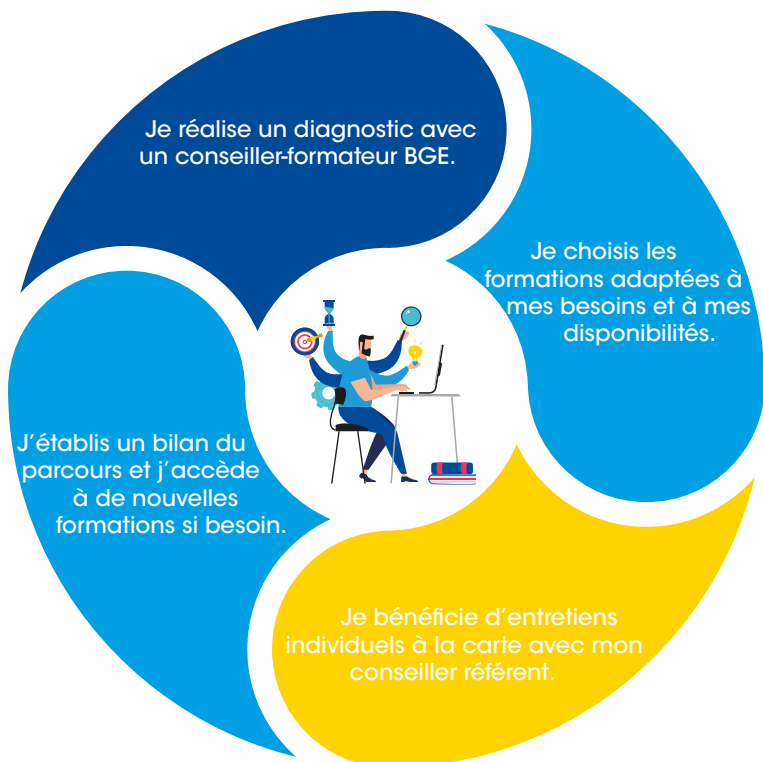 Je réalise un diagnostic avec
un conseiller-formateur BGE.
Je choisis les
formations adaptées à
mes besoins et à mes
disponibilités.
Je bénéficie d'entretiens
individuels à la carte avec mon
conseiller référent.
J'établis un bilan du
parcours et j'accède
à de nouvelles
formations si besoin.